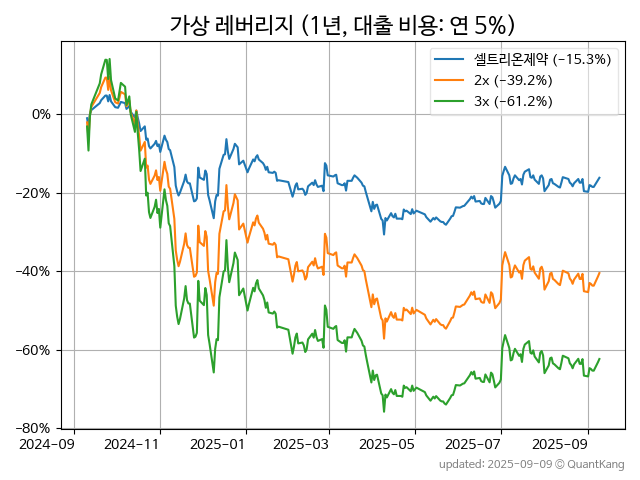 가상 레버리지 (1년, 대출 비용: 연 5%)
셀트리온제약 (−15.3%)
2x (−39.2%)
3x (−61.2%)
0%
−20%
−40%
−60%
−80%
2024-09 2024-11 2025-01 2025-03 2025-05 2025-07 2025-09
updated: 2025-09-09 © QuantKang